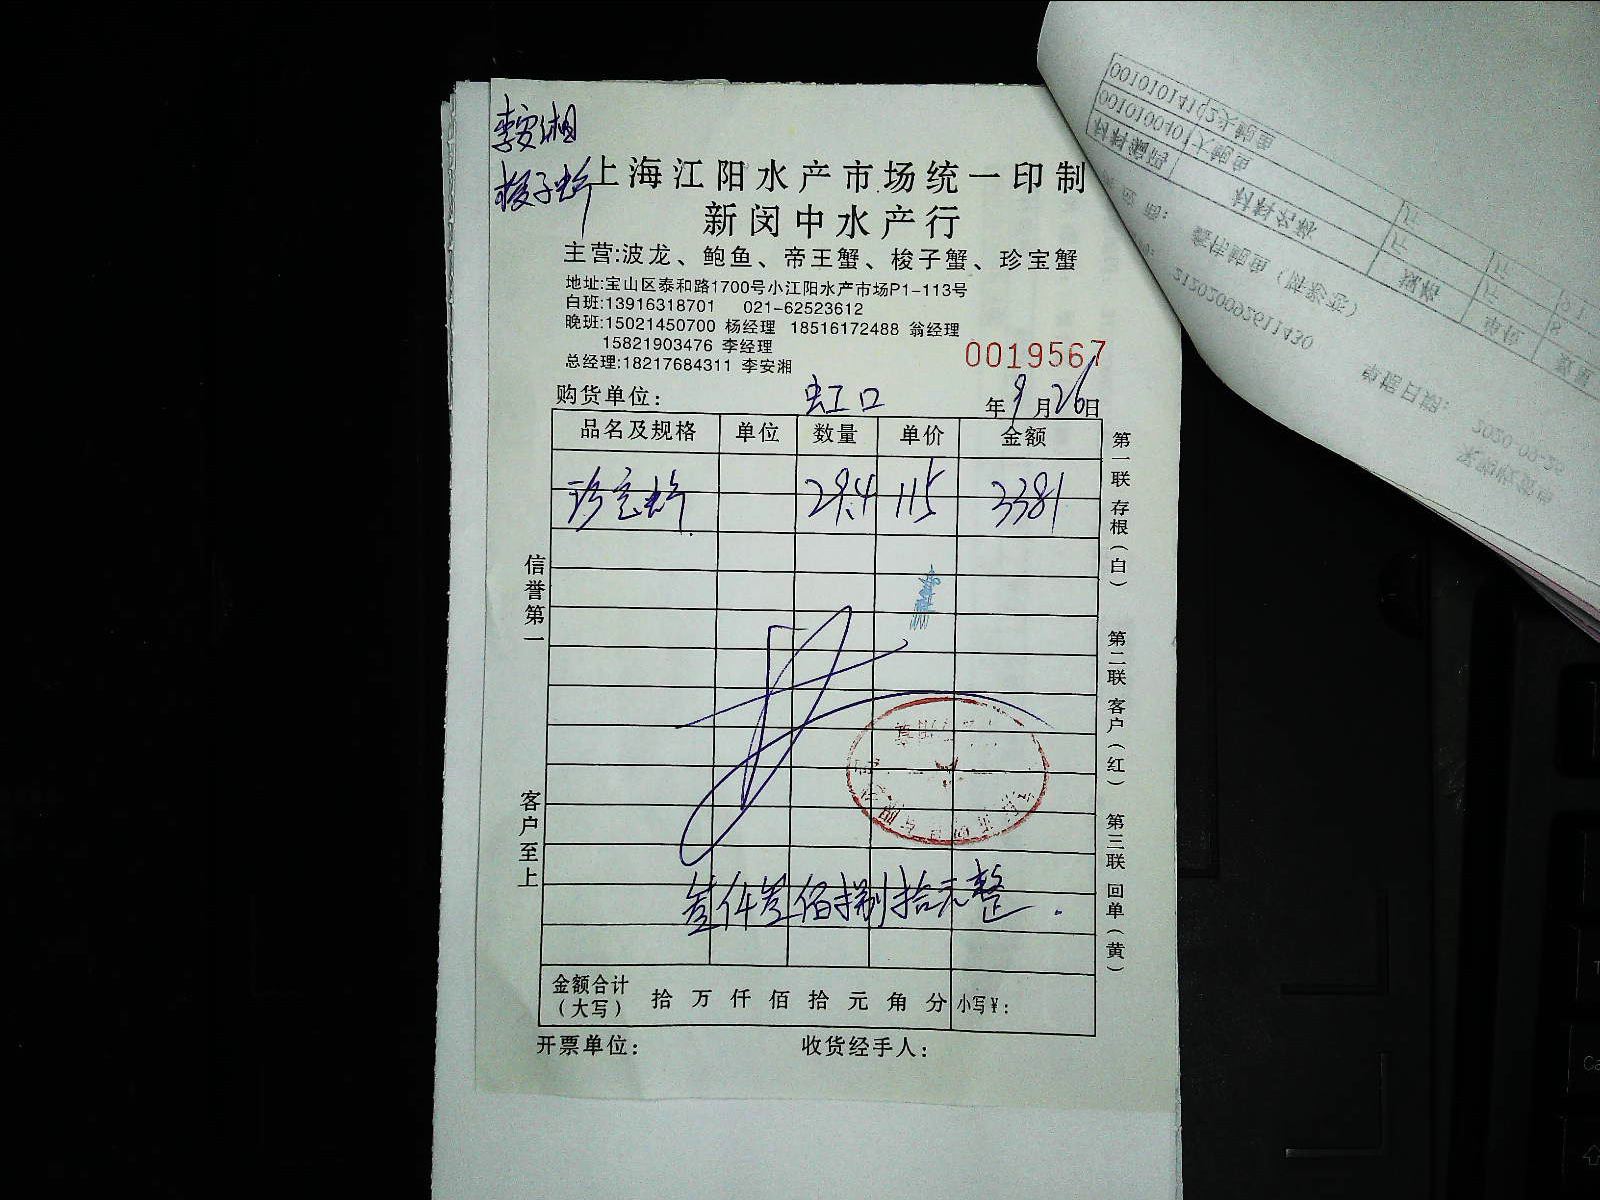 李安湘
梭子蟹
上海江阳水产市场统一印制
新闵中水产行
主营:波龙、鲍鱼、帝王蟹、梭子蟹、珍宝蟹
地址:宝山区泰和路1700号小江阳水产市场P1-113号
白班:13916318701 021-62523612
晚班:15021450700 杨经理 18516172488 翁经理
15821903476 李经理
总经理:18217684311 李安湘
0019567
购货单位: 虹口 年9月26日
品名及规格 单位 数量 单价 金额
珍宝蟹 29.4 115 3381
叁仟叁佰捌拾元整.
金额合计(大写) 拾 万 仟 佰 拾 元 角 分 小写¥:
开票单位: 收货经手人:
信誉第一
客户至上
第一联 存根(白)
第二联 客户(红)
第三联 回单(黄)
00101014102
001010040
212020092611430
单据日期: